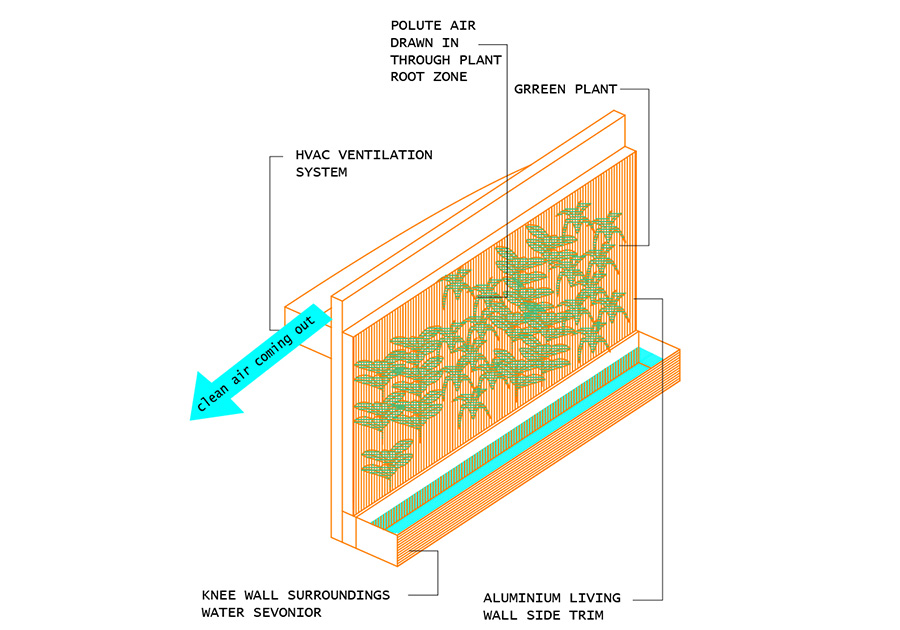 POLUTE AIR
DRAWN IN
THROUGH PLANT
ROOT ZONE
GRREEN PLANT
HVAC VENTILATION
SYSTEM
clean air coming out
KNEE WALL SURROUNDINGS
WATER SEVONIOR
ALUMINIUM LIVING
WALL SIDE TRIM